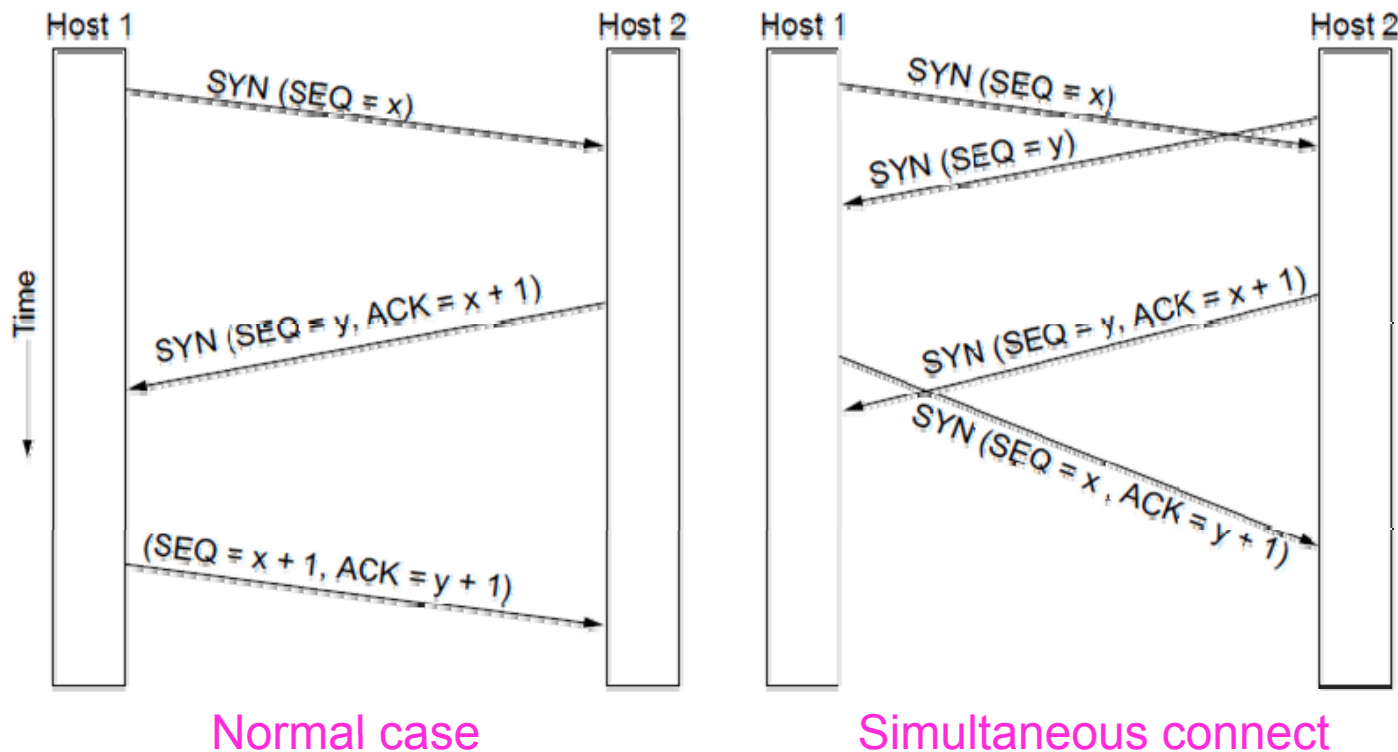 Host 1
Host 2
SYN (SEQ = x)
SYN (SEQ = y, ACK = x + 1)
(SEQ = x + 1, ACK = y + 1)
Time
Normal case
Host 1
Host 2
SYN (SEQ = x)
SYN (SEQ = y)
SYN (SEQ = y, ACK = x + 1)
SYN (SEQ = x , ACK = y + 1)
Simultaneous connect